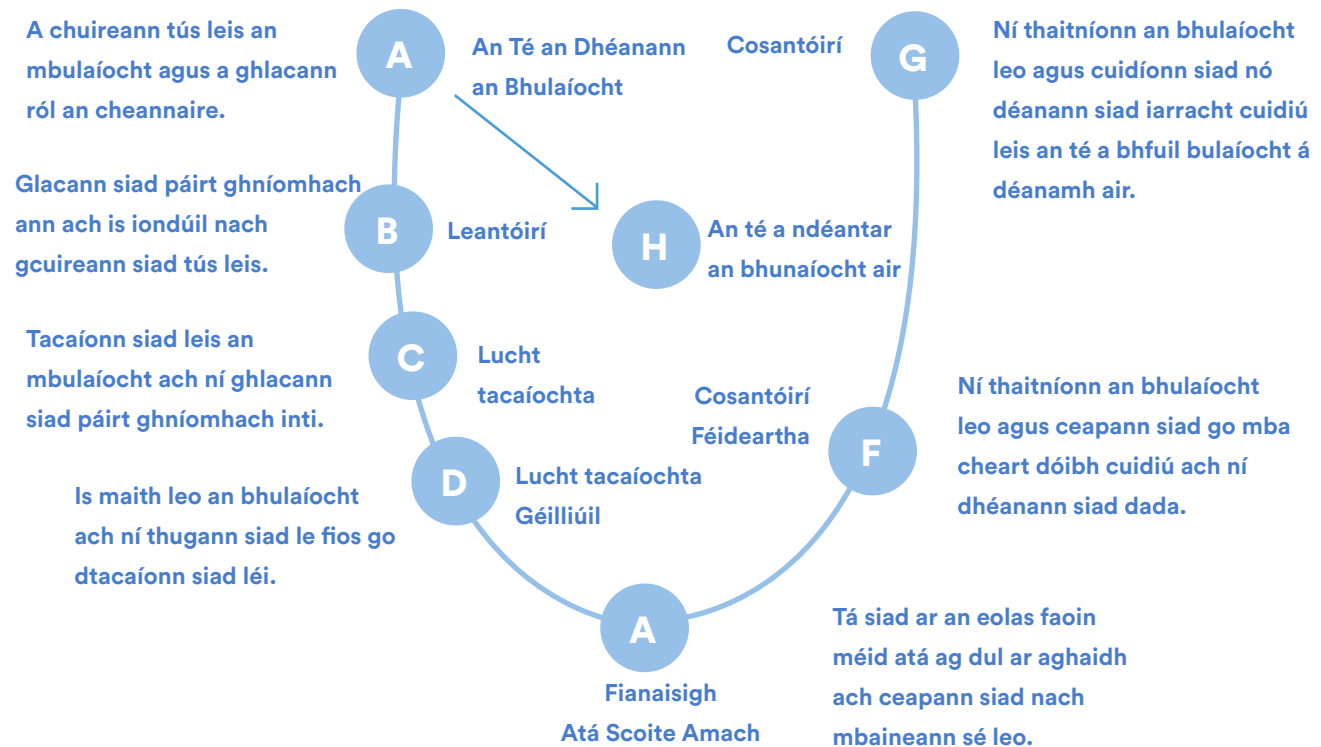 A chuireann tús leis an
mbulaíocht agus a ghlacann
ról an cheannaire.
A
An Té an Dhéanann
an Bhulaíocht
Glacann siad páirt ghníomhach
ann ach is iondúil nach
gcuireann siad tús leis.
B
Leantóirí
Tacaíonn siad leis an
mbulaíocht ach ní ghlacann
siad páirt ghníomhach inti.
C
Lucht
tacaíochta
Is maith leo an bhulaíocht
ach ní thugann siad le fios go
dtacaíonn siad léi.
D
Lucht tacaíochta
Géilliúil
A
Fianaisigh
Atá Scoite Amach
Tá siad ar an eolas faoin
méid atá ag dul ar aghaidh
ach ceapann siad nach
mbaineann sé leo.
Cosantóirí
Féideartha
F
Ní thaitníonn an bhulaíocht
leo agus ceapann siad go mba
cheart dóibh cuidiú ach ní
dhéanann siad dada.
Cosantóirí
G
Ní thaitníonn an bhulaíocht
leo agus cuidíonn siad nó
déanann siad iarracht cuidiú
leis an té a bhfuil bulaíocht á
déanamh air.
H
An té a ndéantar
an bhunaíocht air